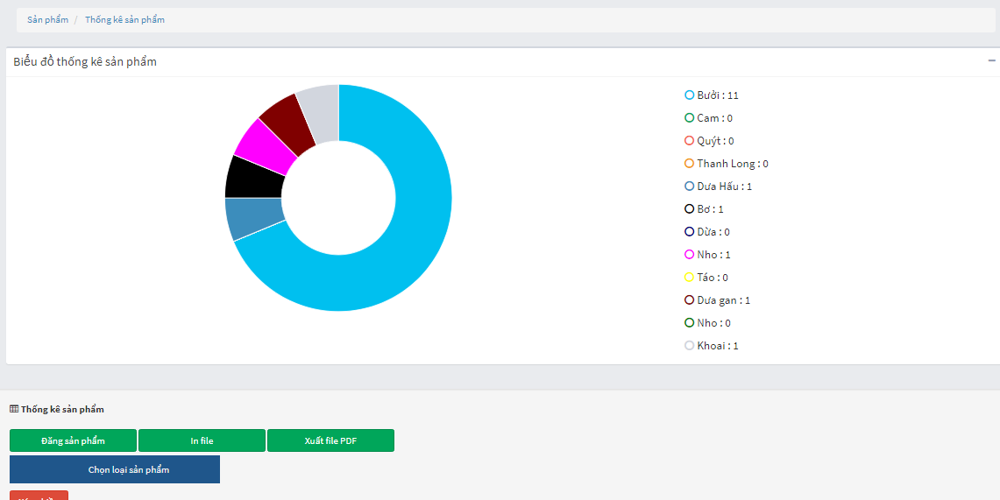 Sản phẩm / Thống kê sản phẩm
Biểu đồ thống kê sản phẩm
Bưởi : 11
Cam : 0
Quýt : 0
Thanh Long : 0
Dưa Hấu : 1
Bơ : 1
Dừa : 0
Nho : 1
Táo : 0
Dưa gan : 1
Nho : 0
Khoai : 1
Thống kê sản phẩm
Đăng sản phẩm In file Xuất file PDF
Chọn loại sản phẩm